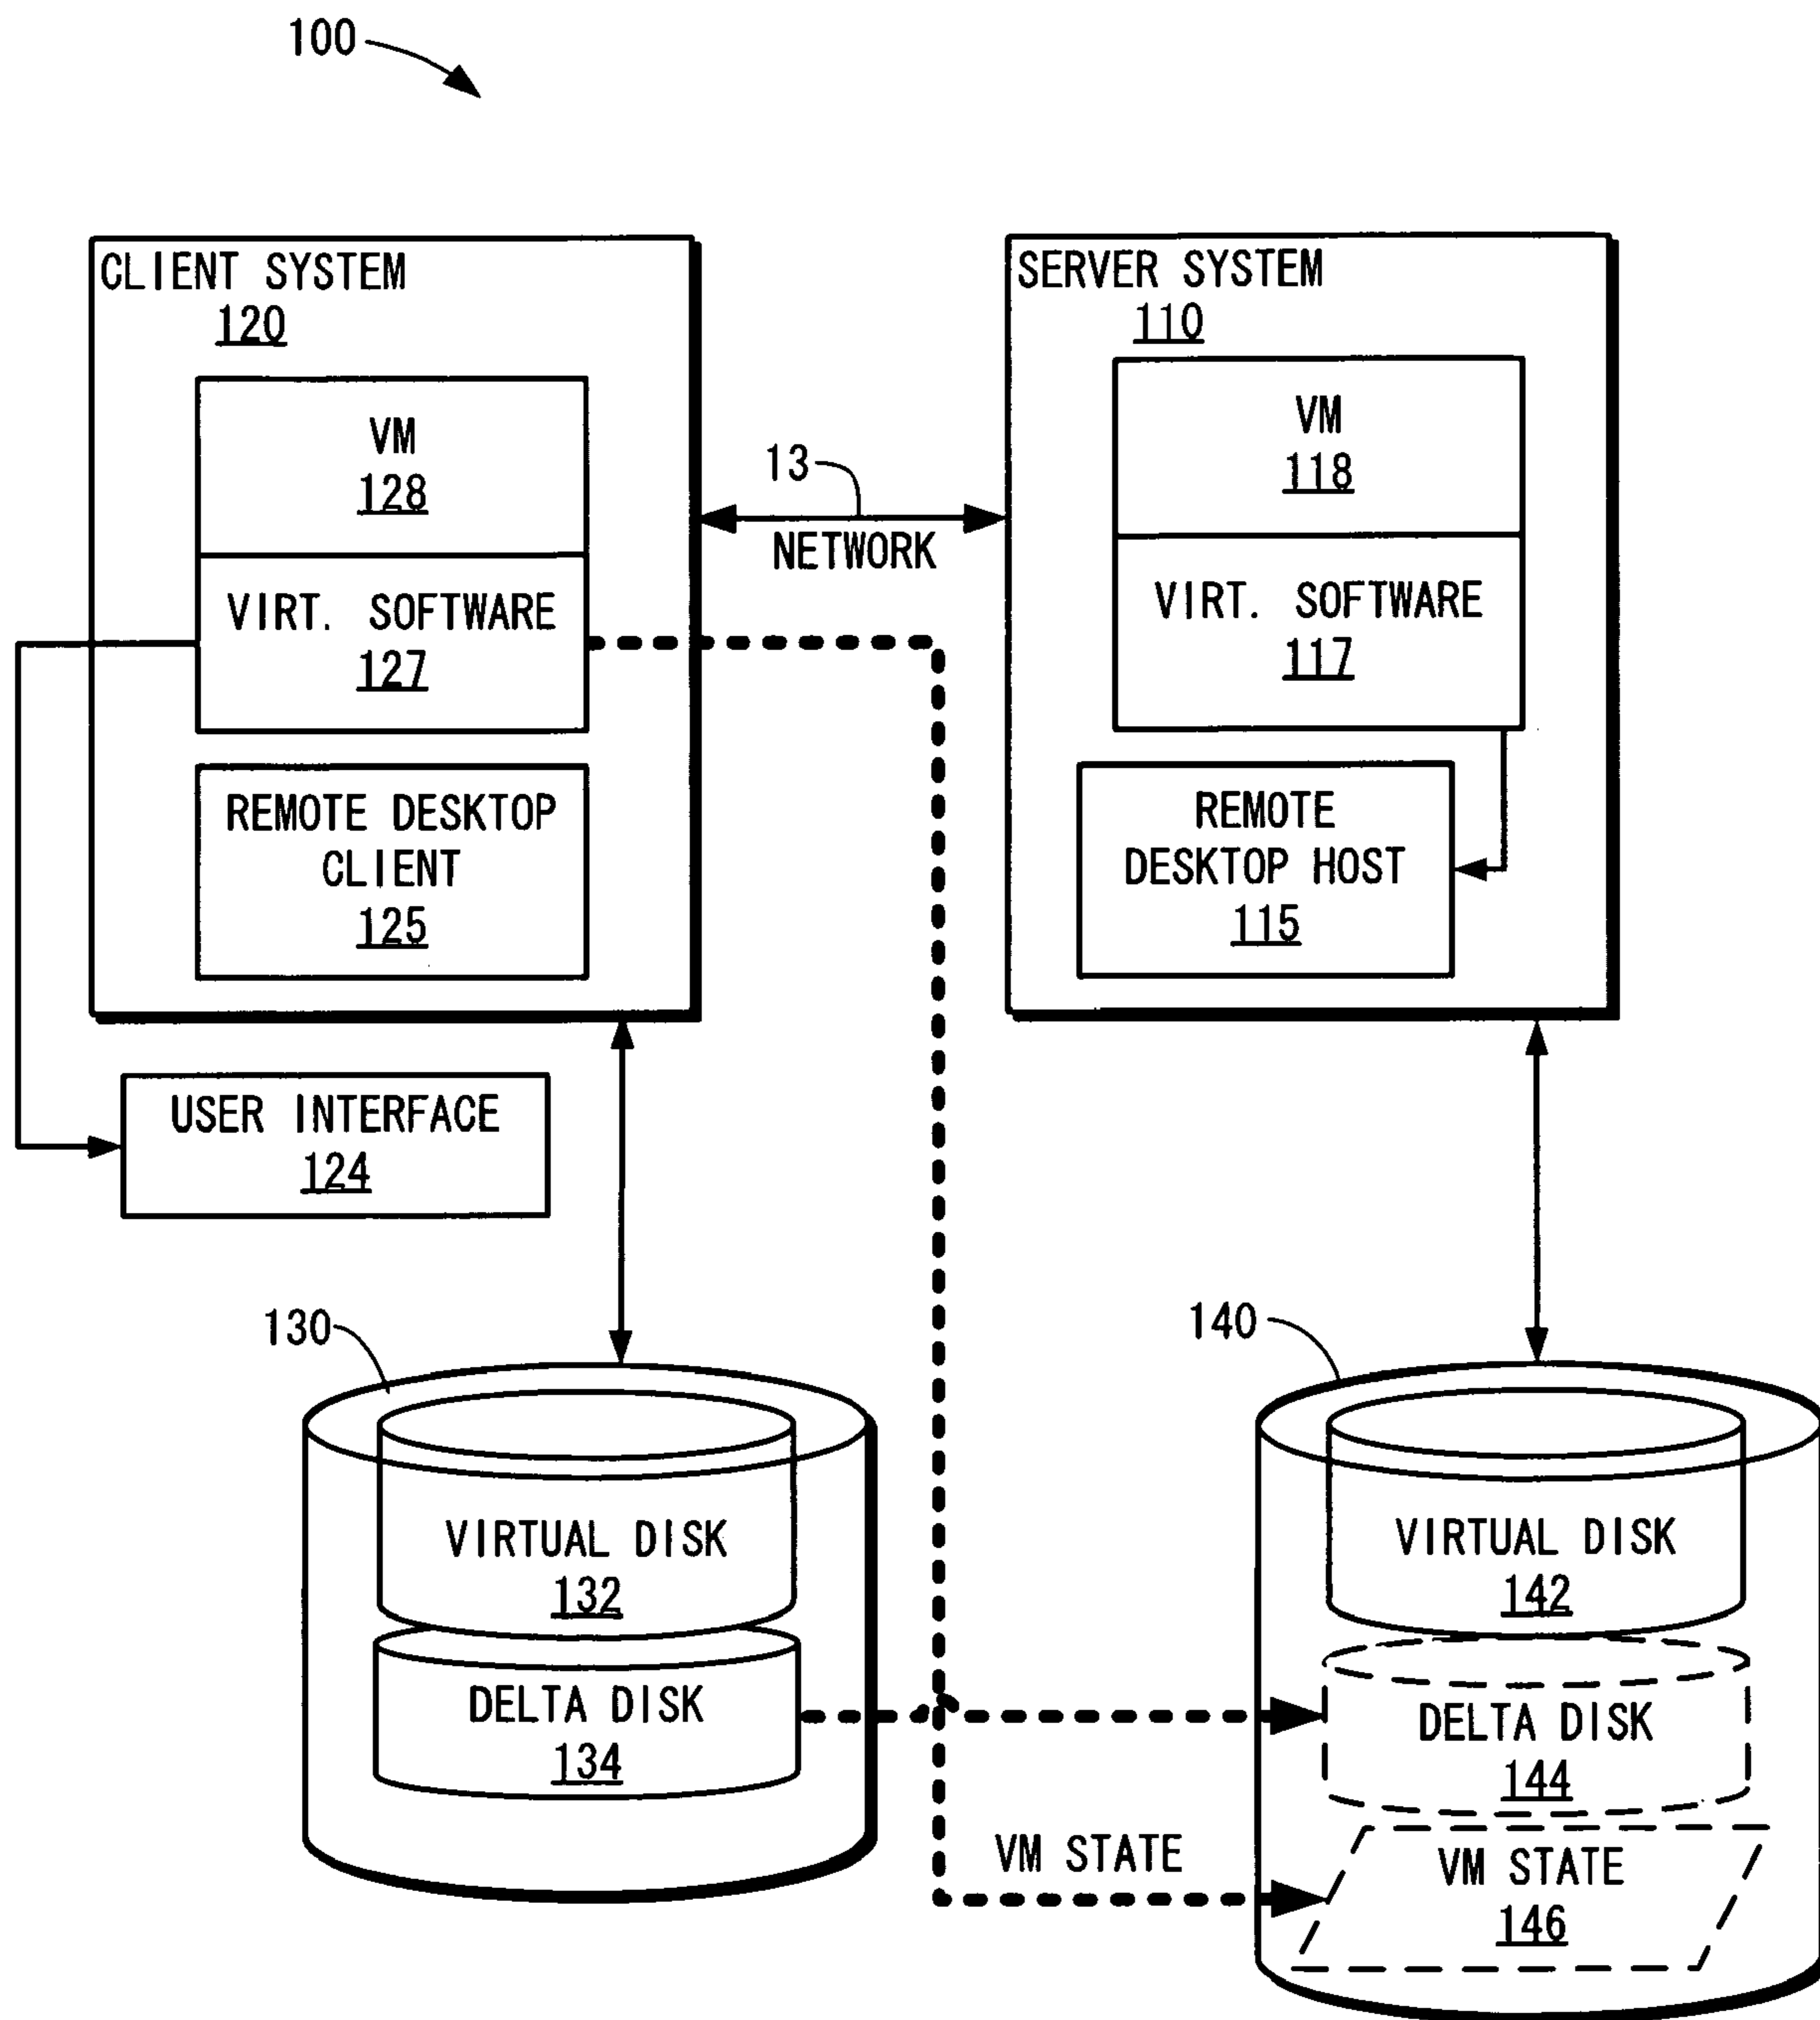 100
CLIENT SYSTEM
120
VM
128
VIRT. SOFTWARE
127
REMOTE DESKTOP
CLIENT
125
13
NETWORK
SERVER SYSTEM
110
VM
118
VIRT. SOFTWARE
117
REMOTE
DESKTOP HOST
115
USER INTERFACE
124
130
VIRTUAL DISK
132
DELTA DISK
134
VM STATE
140
VIRTUAL DISK
142
DELTA DISK
144
VM STATE
146